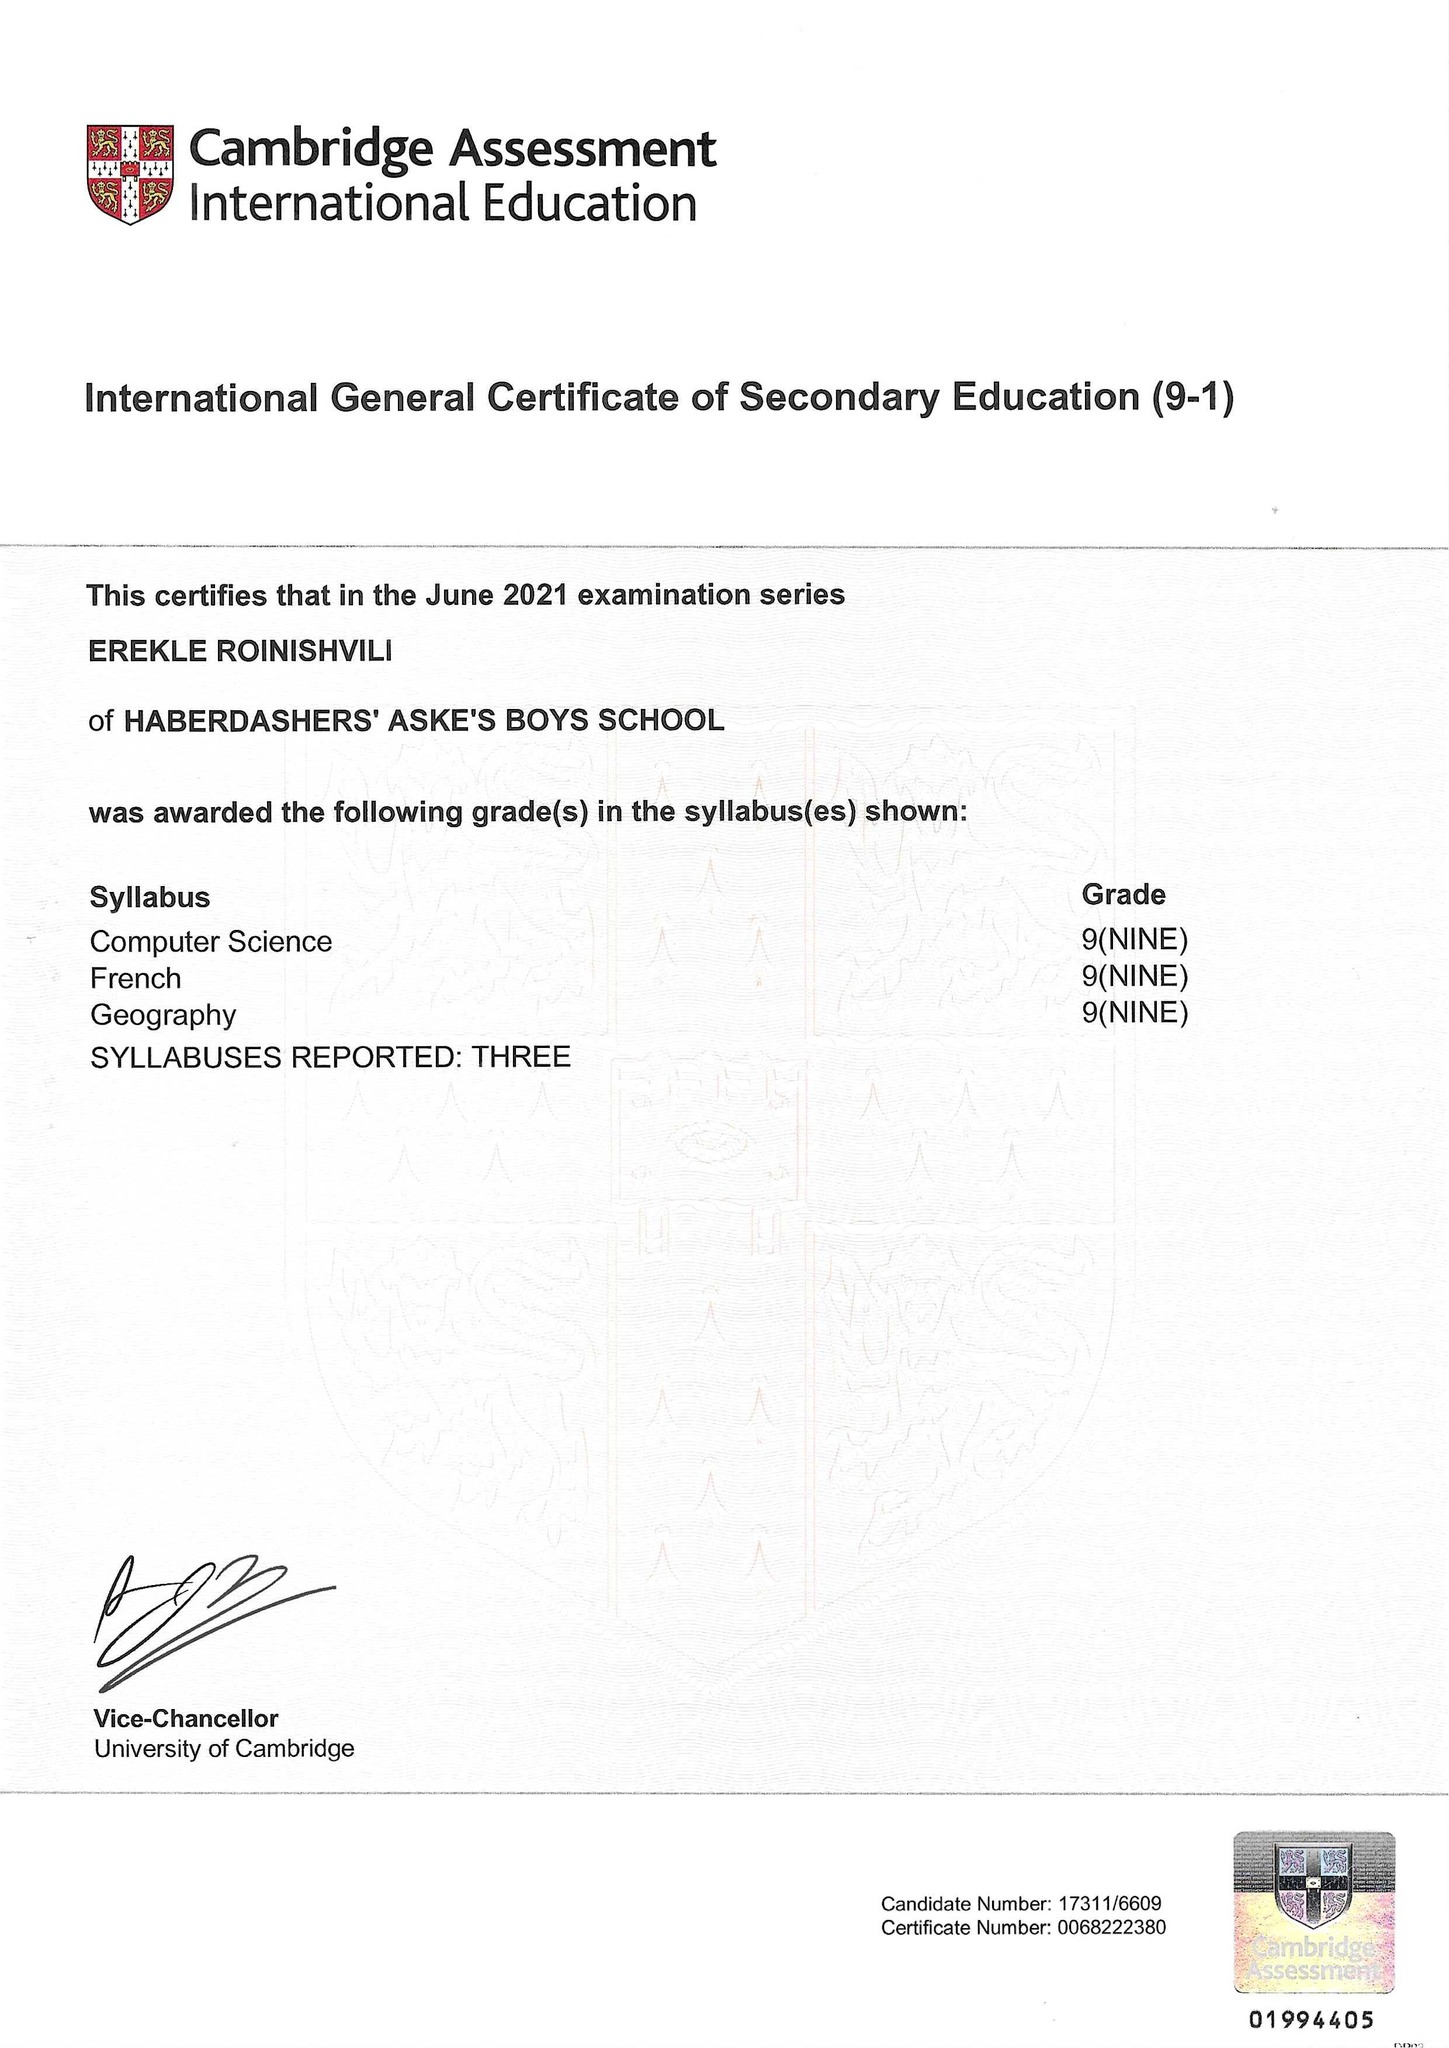 Cambridge Assessment
International Education
International General Certificate of Secondary Education (9-1)
This certifies that in the June 2021 examination series
EREKLE ROINISHVILI
of HABERDASHERS' ASKE'S BOYS SCHOOL
was awarded the following grade(s) in the syllabus(es) shown:
Syllabus Grade
Computer Science 9(NINE)
French 9(NINE)
Geography 9(NINE)
SYLLABUSES REPORTED: THREE
Vice-Chancellor
University of Cambridge
Candidate Number: 17311/6609
Certificate Number: 0068222380
Cambridge
Assessment
01994405